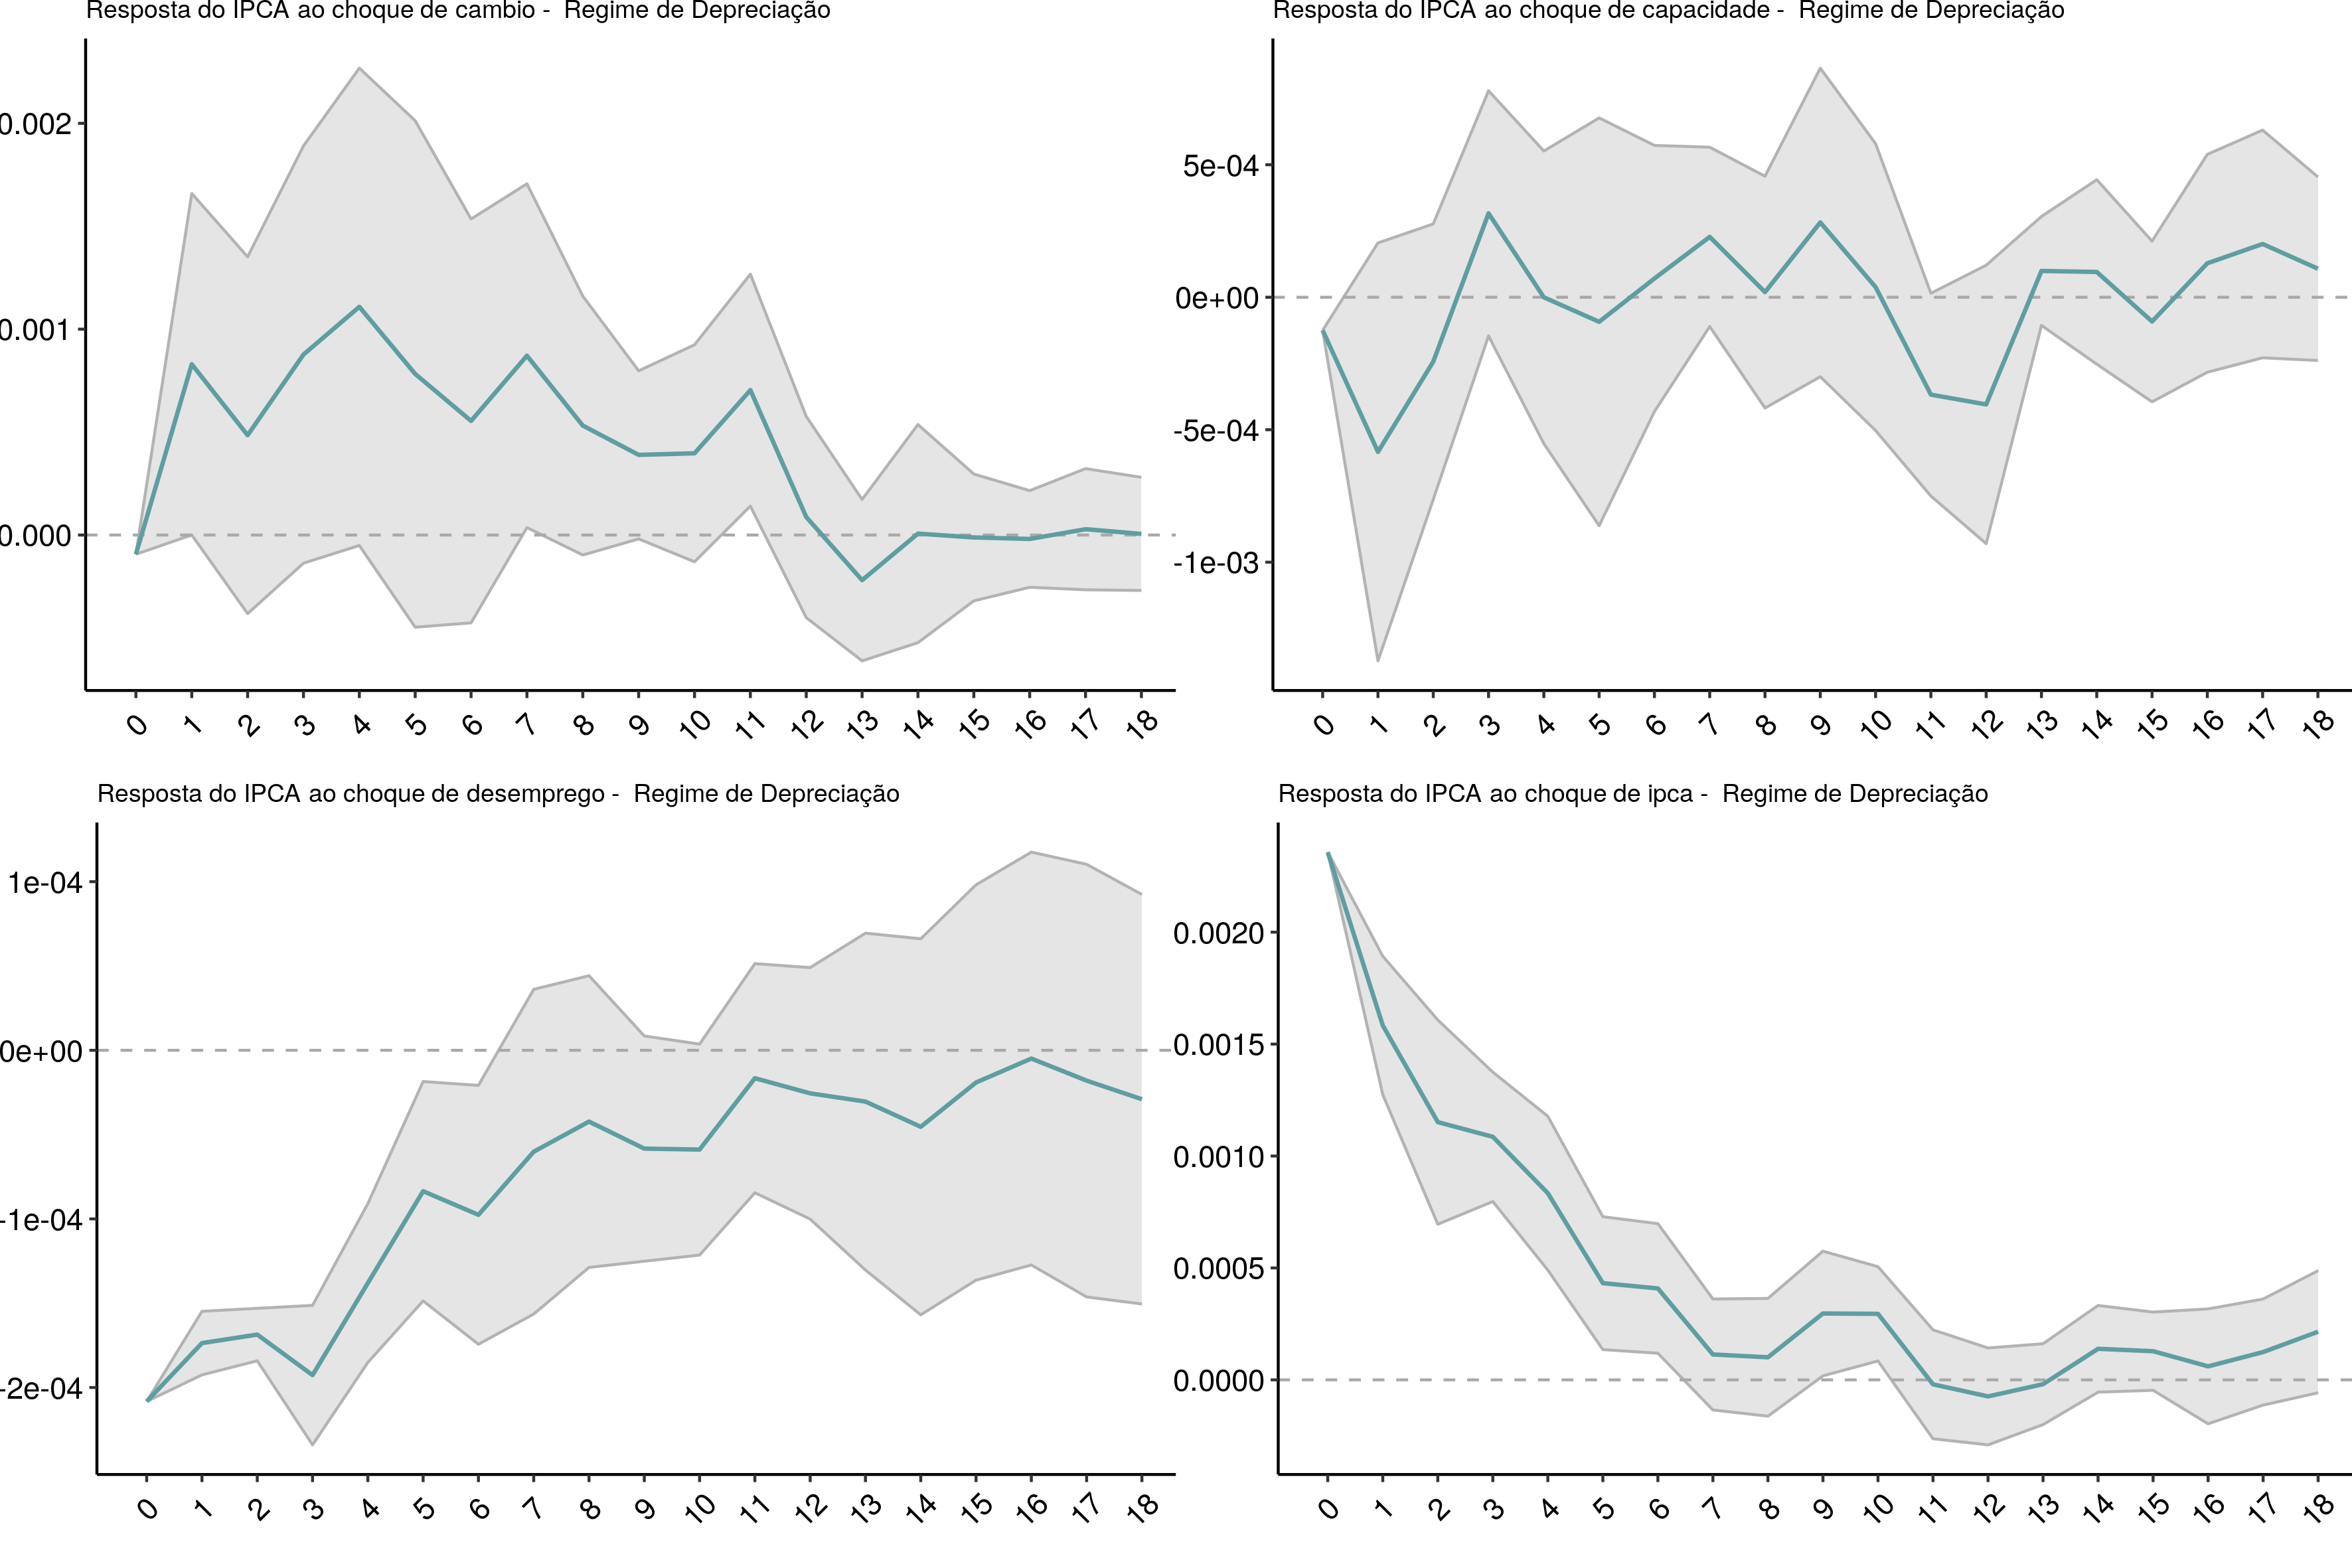 Resposta do IPCA ao choque de cambio -  Regime de Depreciação
0.002
0.001
0.000
0 1 2 3 4 5 6 7 8 9 10 11 12 13 14 15 16 17 18
Resposta do IPCA ao choque de capacidade -  Regime de Depreciação
5e-04
0e+00
-5e-04
-1e-03
0 1 2 3 4 5 6 7 8 9 10 11 12 13 14 15 16 17 18
Resposta do IPCA ao choque de desemprego -  Regime de Depreciação
1e-04
0e+00
-1e-04
-2e-04
0 1 2 3 4 5 6 7 8 9 10 11 12 13 14 15 16 17 18
Resposta do IPCA ao choque de ipca -  Regime de Depreciação
0.0020
0.0015
0.0010
0.0005
0.0000
0 1 2 3 4 5 6 7 8 9 10 11 12 13 14 15 16 17 18